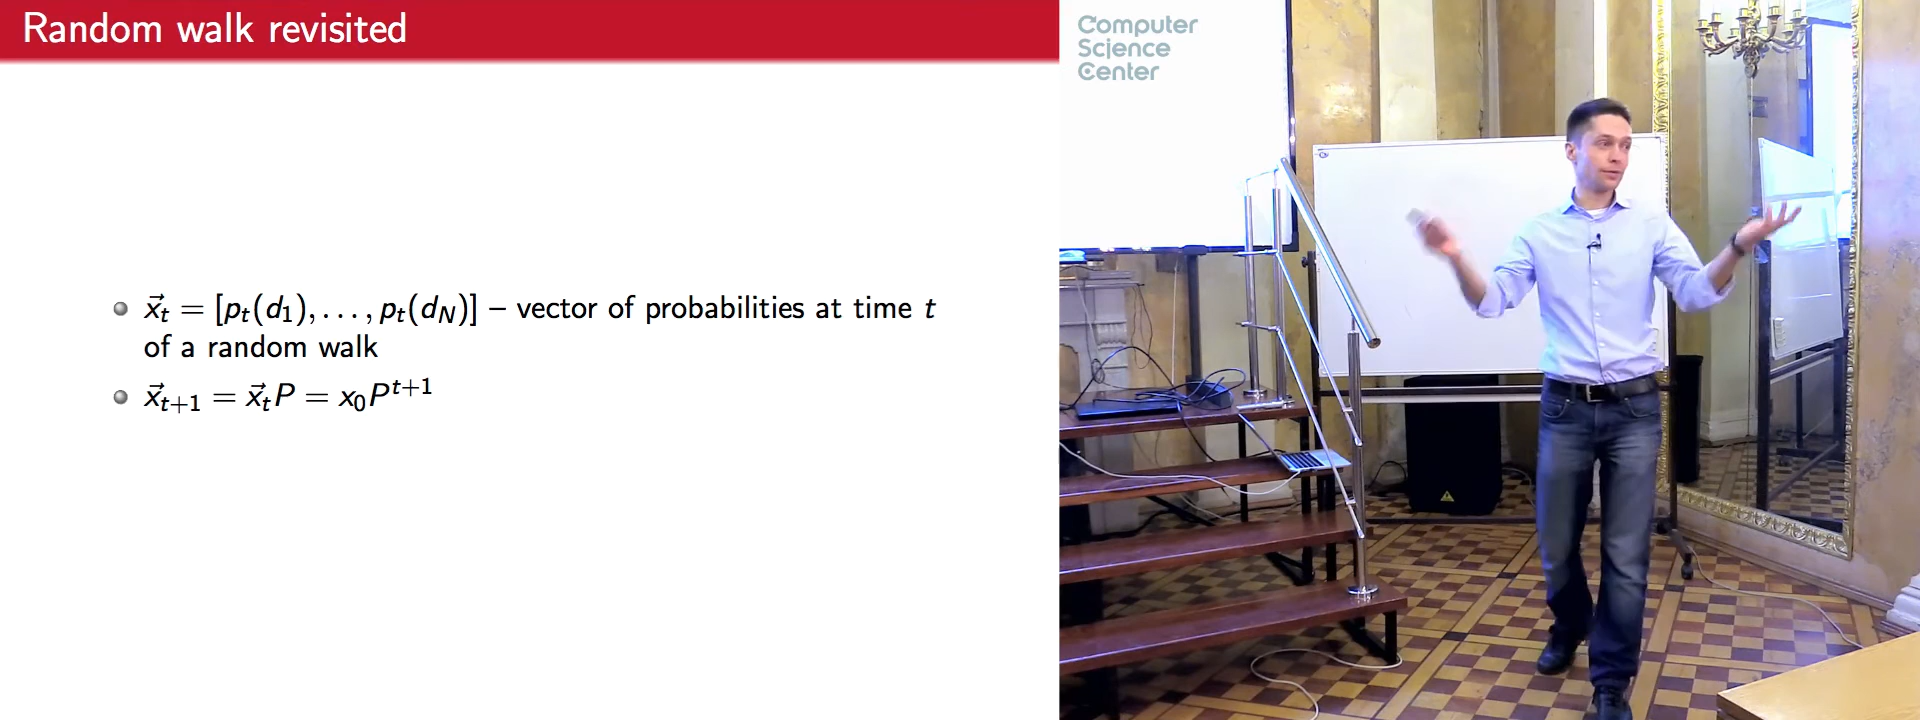 Random walk revisited
x⃗ₜ = [pₜ(d₁), . . . , pₜ(d_N)] – vector of probabilities at time t
of a random walk
x⃗ₜ₊₁ = x⃗ₜP = x₀Pᵗ⁺¹
Computer
Science
Center